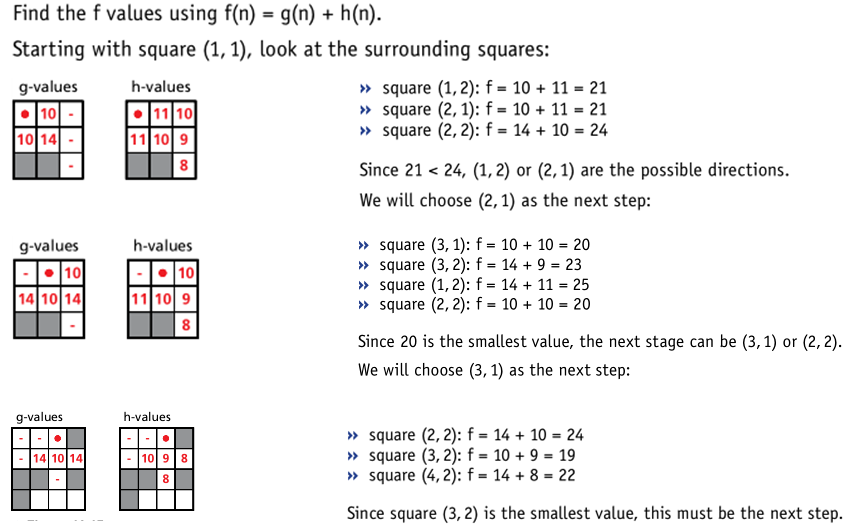 Find the f values using f(n) = g(n) + h(n).
Starting with square (1, 1), look at the surrounding squares:
g-values h-values
● 10 - ● 11 10
10 14 - 11 10 9
- 8
» square (1, 2): f = 10 + 11 = 21
» square (2, 1): f = 10 + 11 = 21
» square (2, 2): f = 14 + 10 = 24
Since 21 < 24, (1, 2) or (2, 1) are the possible directions.
We will choose (2, 1) as the next step:
g-values h-values
- ● 10 - ● 10
14 10 14 11 10 9
- 8
» square (3, 1): f = 10 + 10 = 20
» square (3, 2): f = 14 + 9 = 23
» square (1, 2): f = 14 + 11 = 25
» square (2, 2): f = 10 + 10 = 20
Since 20 is the smallest value, the next stage can be (3, 1) or (2, 2).
We will choose (3, 1) as the next step:
g-values h-values
- - ● - - ●
- 14 10 14 - 10 9 8
- 8
» square (2, 2): f = 14 + 10 = 24
» square (3, 2): f = 10 + 9 = 19
» square (4, 2): f = 14 + 8 = 22
Since square (3, 2) is the smallest value, this must be the next step.